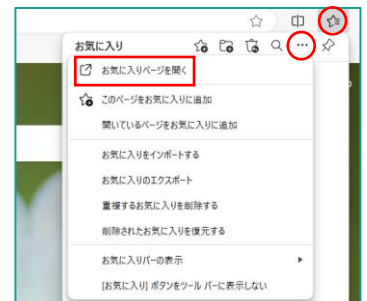 お気に入り
お気に入りページを開く
このページをお気に入りに追加
開いているページをお気に入りに追加
お気に入りをインポートする
お気に入りのエクスポート
重複するお気に入りを削除する
削除されたお気に入りを復元する
お気に入りバーの表示
[お気に入り] ボタンをツール バーに表示しない